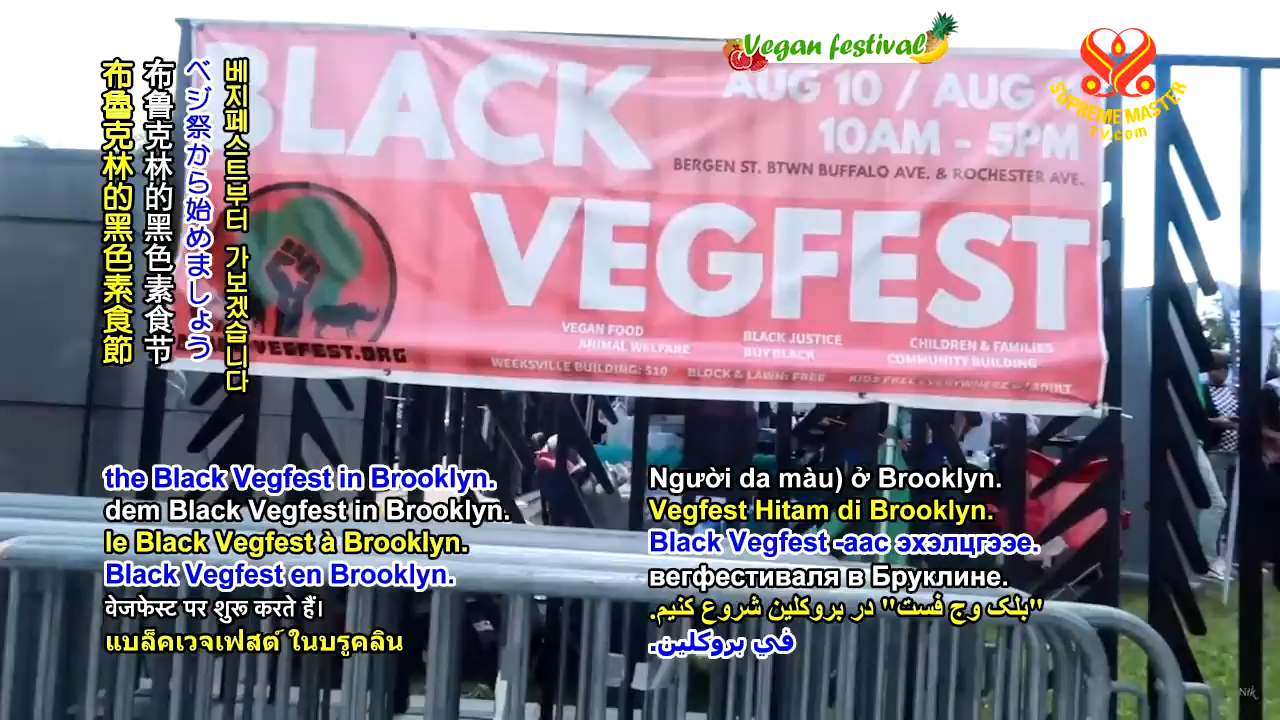 Vegan festival
SUPREME MASTER
TV.com
BLACK
VEGFEST
AUG 10 / AUG
10AM - 5PM
BERGEN ST. BTWN BUFFALO AVE. & ROCHESTER AVE.
VEGAN FOOD
ANIMAL WELFARE
BLACK JUSTICE
BUY BLACK
CHILDREN & FAMILIES
COMMUNITY BUILDING
WEEKSVILLE BUILDING: $10 BLOCK & LAWN: FREE KIDS FREE EVERYWHERE
VEGFEST.ORG
布魯克林的黑色素食節
布鲁克林的黑色素食节
ベジ祭から始めましょう
베지페스트부터 가보겠습니다
the Black Vegfest in Brooklyn.
dem Black Vegfest in Brooklyn.
le Black Vegfest à Brooklyn.
Black Vegfest en Brooklyn.
वेजफेस्ट पर शुरू करते हैं।
แบล็คเวจเฟสต์ ในบรูคลิน
Người da màu) ở Brooklyn.
Vegfest Hitam di Brooklyn.
Black Vegfest -аас эхэлцгээе.
вегфестиваля в Бруклине.
"بلک وج فست" در بروکلین شروع کنیم.
في بروكلين.